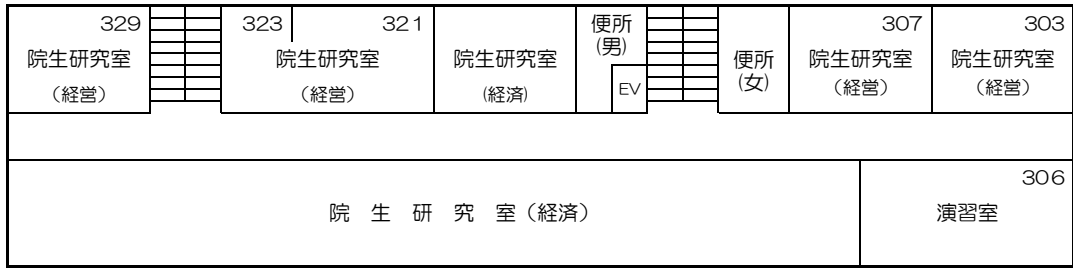 329
院生研究室
（経営）
323
321
院生研究室
（経営）
院生研究室
(経済)
便所
(男)
EV
便所
(女)
307
院生研究室
（経営）
303
院生研究室
（経営）
院 生 研 究 室（経済）
306
演習室